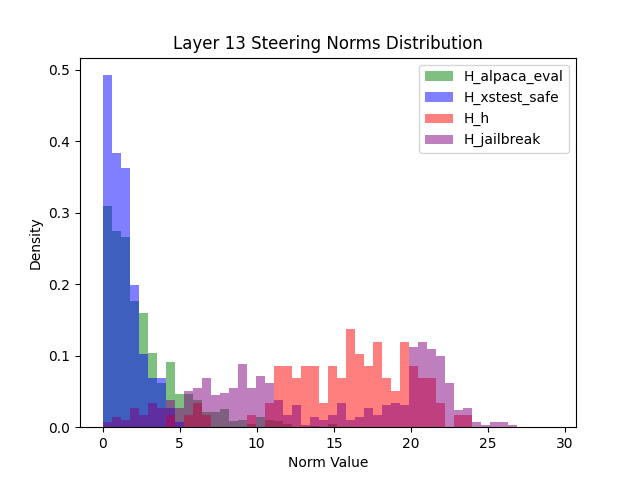 Layer 13 Steering Norms Distribution
H_alpaca_eval
H_xstest_safe
H_h
H_jailbreak
Density
0.5
0.4
0.3
0.2
0.1
0.0
0 5 10 15 20 25 30
Norm Value